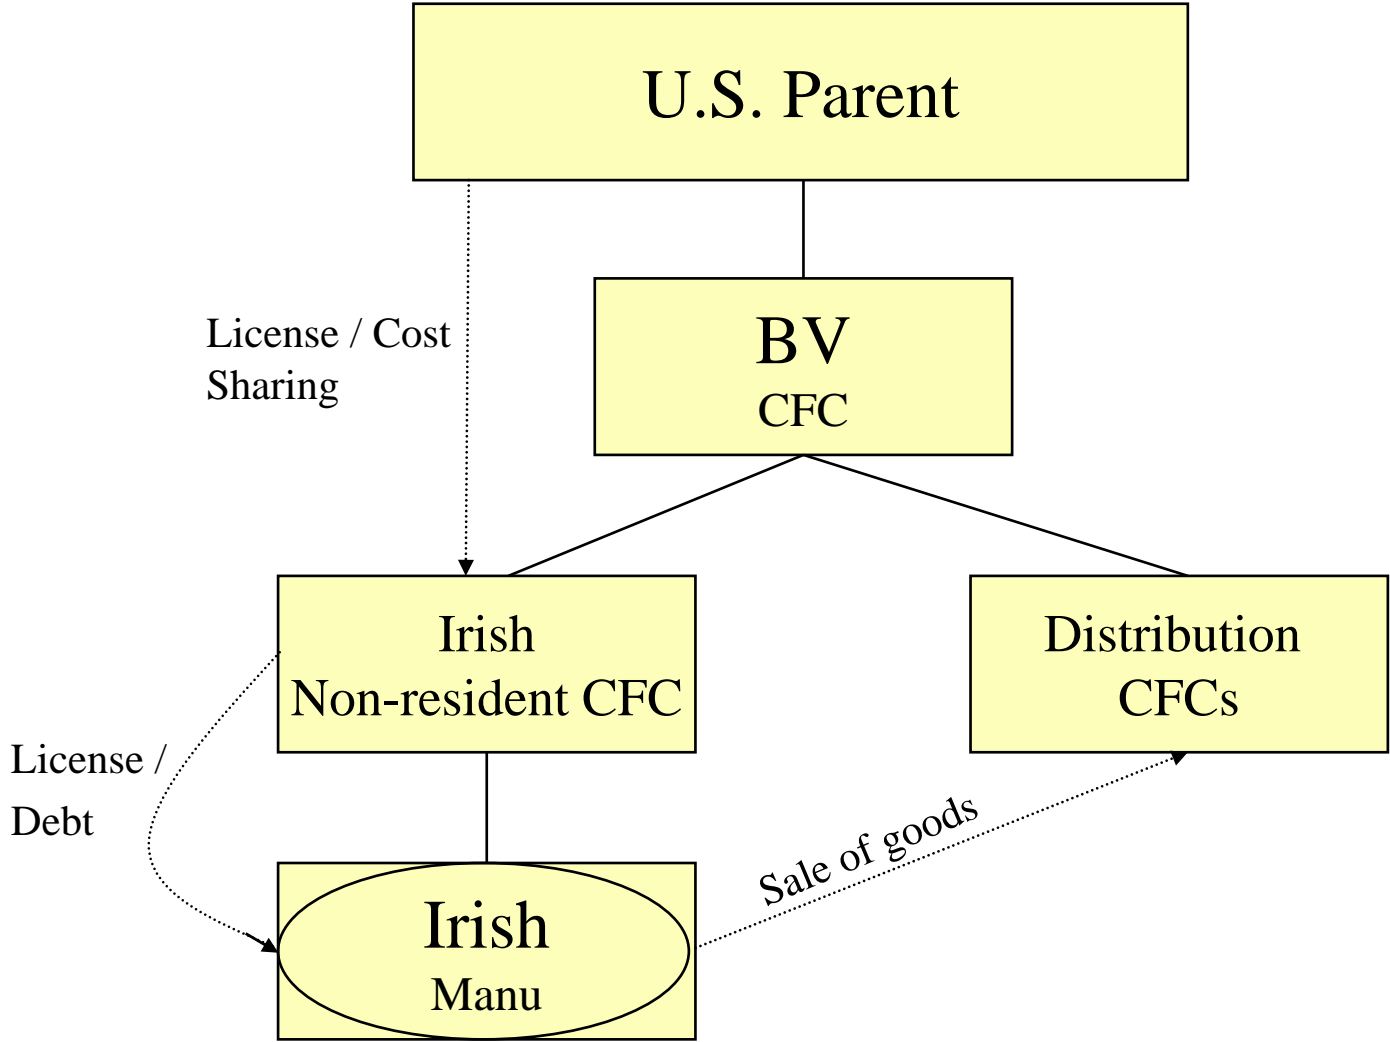 U.S. Parent
License / Cost
Sharing
BV
CFC
Irish
Non-resident CFC
Distribution
CFCs
License /
Debt
Sale of goods
Irish
Manu